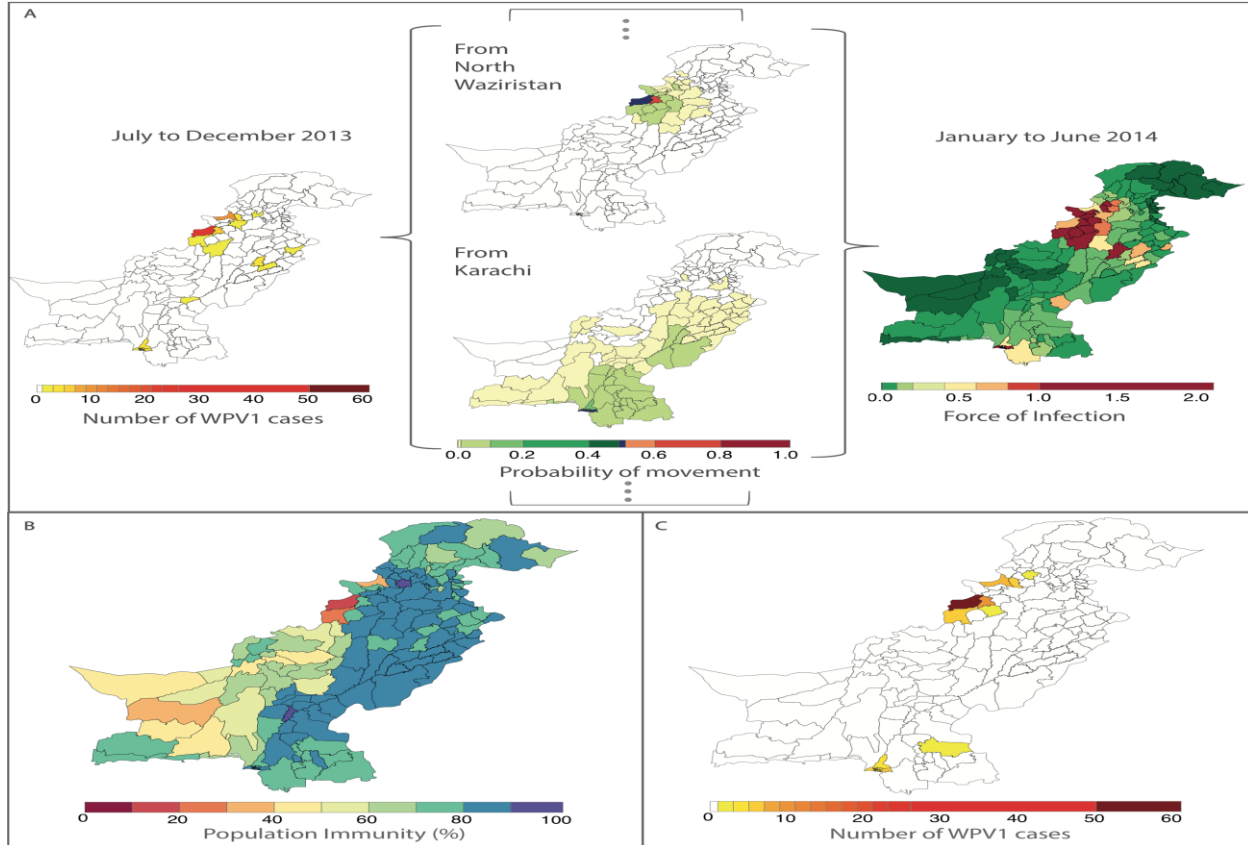 A
From
North
Waziristan
July to December 2013
January to June 2014
From
Karachi
0 10 20 30 40 50 60
Number of WPV1 cases
0.0 0.2 0.4 0.6 0.8 1.0
Probability of movement
0.0 0.5 1.0 1.5 2.0
Force of Infection
B
0 20 40 60 80 100
Population Immunity (%)
C
0 10 20 30 40 50 60
Number of WPV1 cases